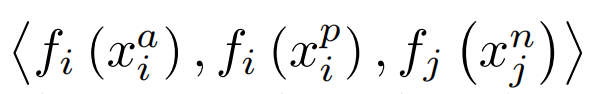 ⟨f_i (x_i^a), f_i (x_i^p), f_j (x_j^n)⟩